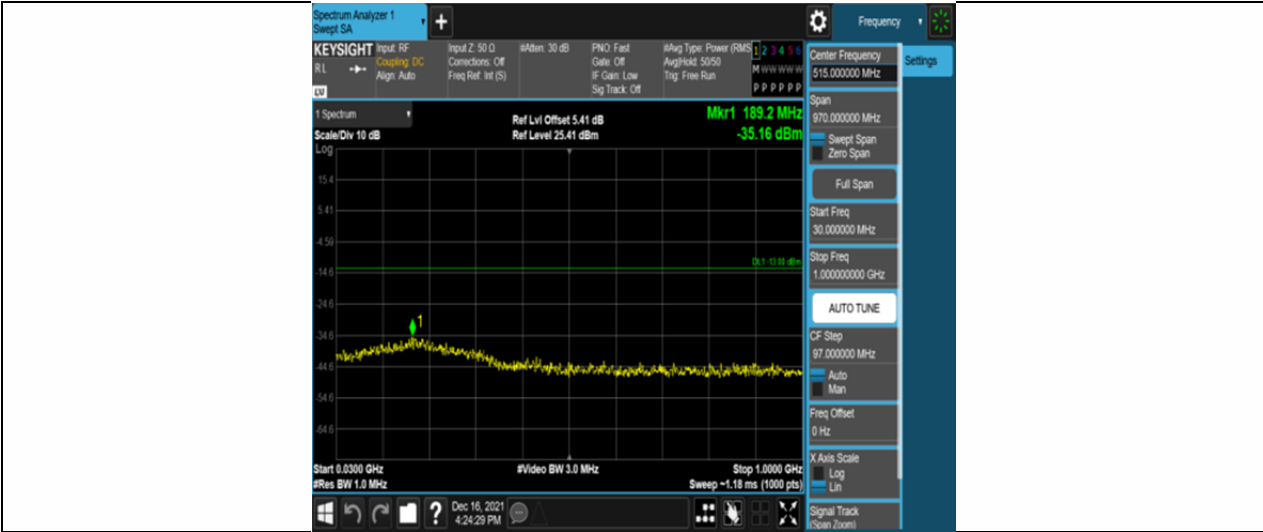 Spectrum Analyzer 1
Swept SA
Frequency
KEYSIGHT
RL
LV
Input: RF
Coupling: DC
Align: Auto
Input Z: 50 Ω
Corrections: Off
Freq Ref: Int (S)
#Atten: 30 dB
PNO: Fast
Gate: Off
IF Gain: Low
Sig Track: Off
#Avg Type: Power (RMS
Avg|Hold: 50/50
Trig: Free Run
1 2 3 4 5 6
M W W W W W
P P P P P P
1 Spectrum
Scale/Div 10 dB
Log
Ref Lvl Offset 5.41 dB
Ref Level 25.41 dBm
Mkr1 189.2 MHz
-35.16 dBm
15.4
5.41
-4.59
DL1 -13.00 dBm
-14.6
-24.6
1
-34.6
-44.6
-54.6
-64.6
Start 0.0300 GHz
#Res BW 1.0 MHz
#Video BW 3.0 MHz
Stop 1.0000 GHz
Sweep ~1.18 ms (1000 pts)
Dec 16, 2021
4:24:29 PM
Center Frequency
515.000000 MHz
Settings
Span
970.000000 MHz
Swept Span
Zero Span
Full Span
Start Freq
30.000000 MHz
Stop Freq
1.000000000 GHz
AUTO TUNE
CF Step
97.000000 MHz
Auto
Man
Freq Offset
0 Hz
X Axis Scale
Log
Lin
Signal Track
(Span Zoom)